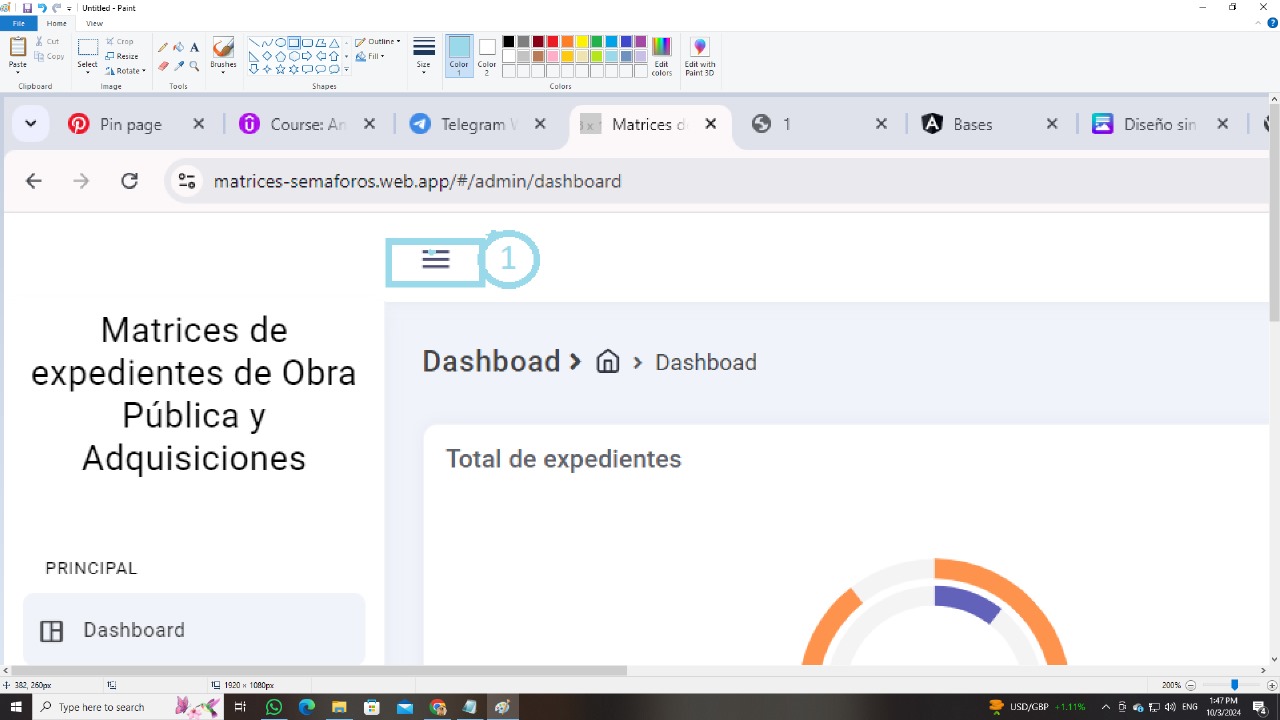 Untitled - Paint
File Home View
Paste
Cut
Copy
Clipboard
Select
Crop
Resize
Rotate
Image
Tools
Brushes
Outline
Fill
Shapes
Size
Color 1
Color 2
Edit colors
Colors
Edit with Paint 3D
Pin page
Course: An
Telegram
Matrices de
1
Bases
Diseño sin
matrices-semaforos.web.app/#/admin/dashboard
1
Matrices de
expedientes de Obra
Pública y
Adquisiciones
Dashboad
Dashboad
Total de expedientes
PRINCIPAL
Dashboard
382, 260px
1920 × 1080px
200%
Type here to search
USD/GBP +1.11%
ENG
1:47 PM
10/3/2024